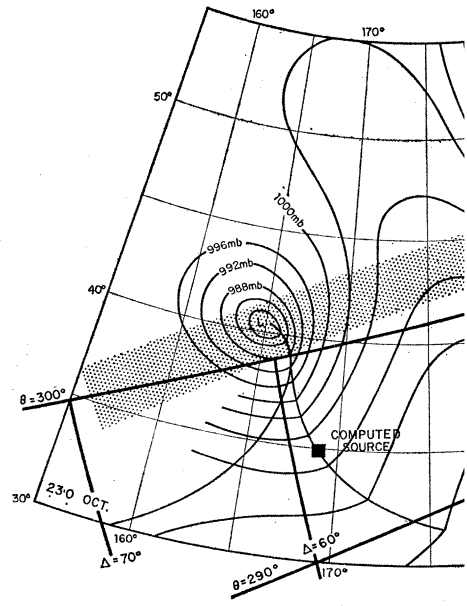 160°
170°
50°
1000mb
996mb
992mb
988mb
40°
L
θ=300°
COMPUTED
SOURCE
30°
23·0 OCT.
160°
Δ=70°
Δ=60°
170°
θ=290°